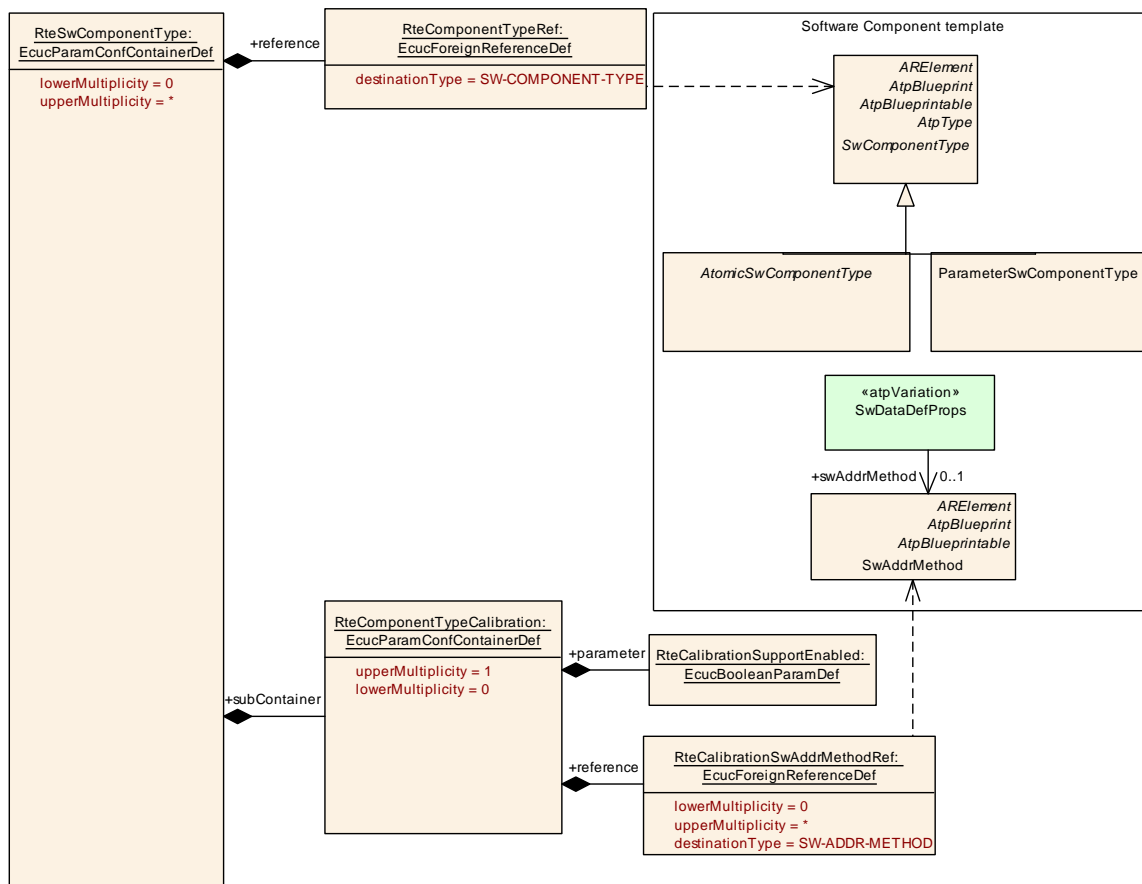 RteSwComponentType:
EcucParamConfContainerDef
lowerMultiplicity = 0
upperMultiplicity = *
+reference
RteComponentTypeRef:
EcucForeignReferenceDef
destinationType = SW-COMPONENT-TYPE
Software Component template
ARElement
AtpBlueprint
AtpBlueprintable
AtpType
SwComponentType
AtomicSwComponentType
ParameterSwComponentType
«atpVariation»
SwDataDefProps
+swAddrMethod
0..1
ARElement
AtpBlueprint
AtpBlueprintable
SwAddrMethod
+subContainer
RteComponentTypeCalibration:
EcucParamConfContainerDef
upperMultiplicity = 1
lowerMultiplicity = 0
+parameter
RteCalibrationSupportEnabled:
EcucBooleanParamDef
+reference
RteCalibrationSwAddrMethodRef:
EcucForeignReferenceDef
lowerMultiplicity = 0
upperMultiplicity = *
destinationType = SW-ADDR-METHOD